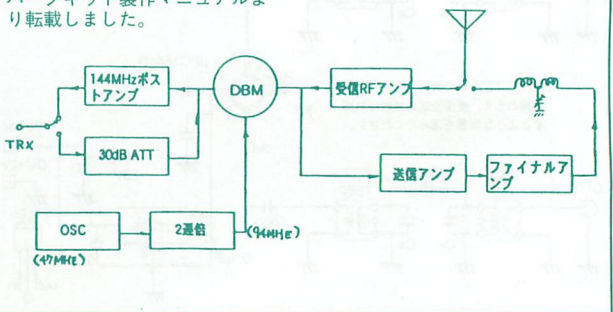 り転載しました。
144MHzポス
トアンプ
DBM
受信RFアンプ
TRX
30dB ATT
送信アンプ
ファイナルア
ンプ
OSC
2逓倍
(94MHE)
(47MHE)